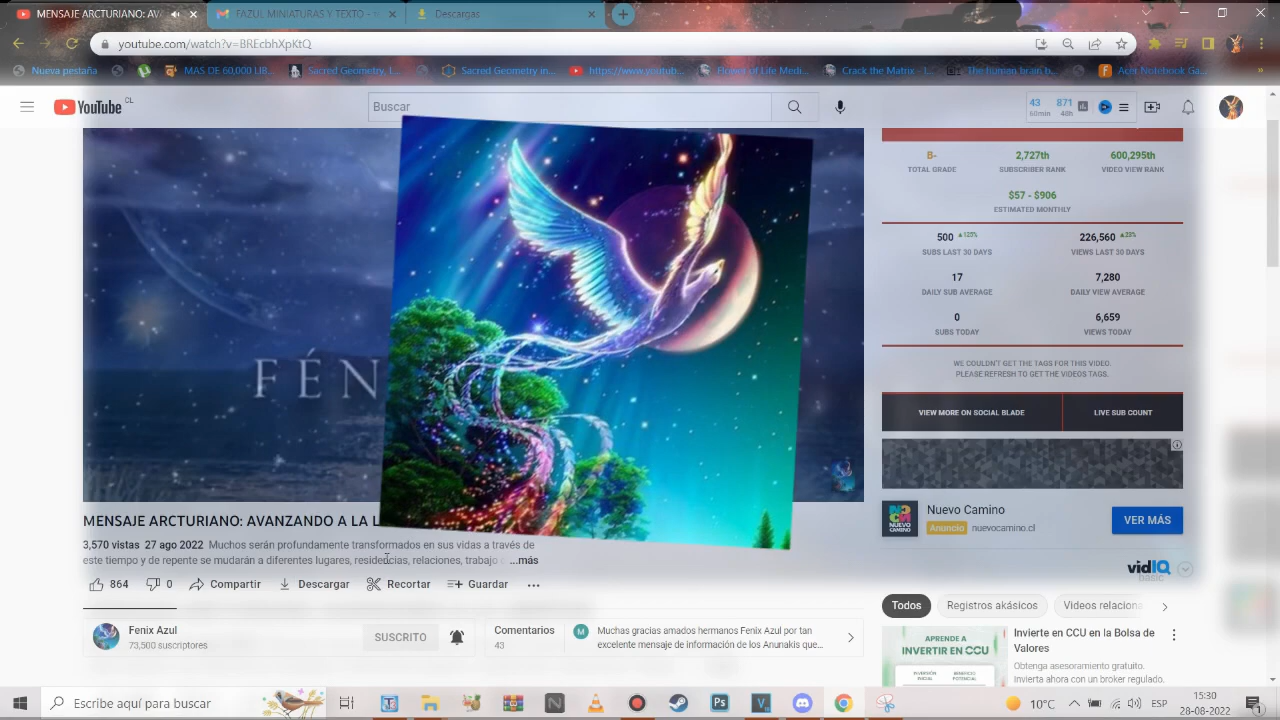 MENSAJE ARCTURIANO: AV
FAZUL MINIATURAS Y TEXTO -
Descargas
youtube.com/watch?v=BREcbhXpKtQ
Nueva pestaña
MAS DE 60,000 LIB...
Sacred Geometry, I...
Sacred Geometry in...
https://www.youtub...
Flower of Life Medi...
Crack the Matrix - 1...
The human brain b...
Acer Notebook Ga...
YouTube CL
Buscar
43 871
60min 48h
B- 2,727th 600,295th
TOTAL GRADE SUBSCRIBER RANK VIDEO VIEW RANK
$57 - $906
ESTIMATED MONTHLY
500 ▲125% 226,560 ▲23%
SUBS LAST 30 DAYS VIEWS LAST 30 DAYS
17 7,280
DAILY SUB AVERAGE DAILY VIEW AVERAGE
0 6,659
SUBS TODAY VIEWS TODAY
WE COULDN'T GET THE TAGS FOR THIS VIDEO.
PLEASE REFRESH TO GET THE VIDEOS TAGS.
VIEW MORE ON SOCIAL BLADE LIVE SUB COUNT
FÉN
NUEVO CAMINO
Nuevo Camino
Anuncio nuevocamino.cl
VER MÁS
vidIQ
basic
MENSAJE ARCTURIANO: AVANZANDO A LA L
3,570 vistas 27 ago 2022 Muchos serán profundamente transformados en sus vidas a través de
este tiempo y de repente se mudarán a diferentes lugares, residencias, relaciones, trabajo ...más
864 0 Compartir Descargar Recortar Guardar
Todos Registros akásicos Videos relaciona
Fenix Azul
73,500 suscriptores
SUSCRITO
Comentarios
43
M
Muchas gracias amados hermanos Fenix Azul por tan
excelente mensaje de información de los Anunakis que...
APRENDE A
INVERTIR EN CCU
INVERSIÓN INICIAL
BENEFICIO POTENCIAL
Invierte en CCU en la Bolsa de
Valores
Obtenga asesoramiento gratuito.
Invierta ahora con un broker regulado.
Escribe aquí para buscar
10°C
ESP
15:30
28-08-2022